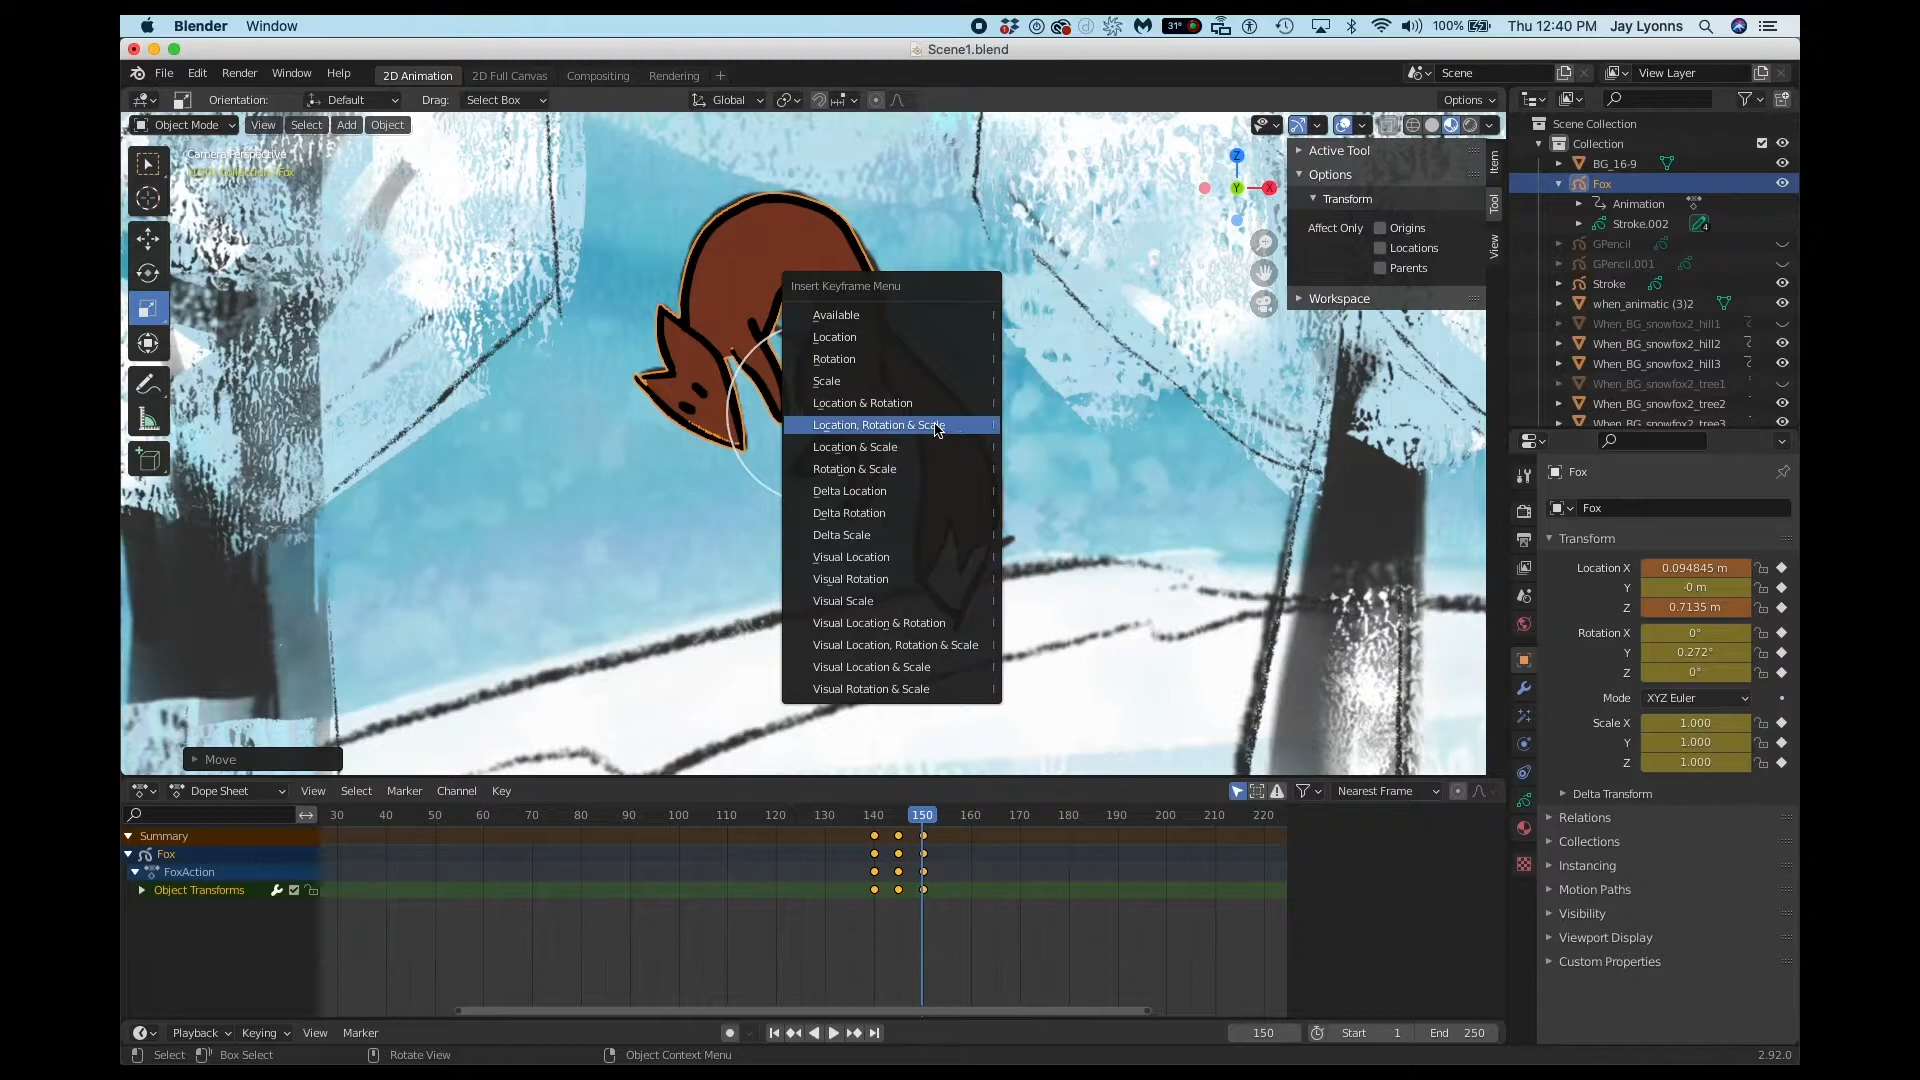 Blender Window 31° 100% Thu 12:40 PM Jay Lyonns
Scene1.blend
File Edit Render Window Help 2D Animation 2D Full Canvas Compositing Rendering + Scene View Layer
Orientation: Default Drag: Select Box Global Options
Object Mode View Select Add Object
Camera Perspective
Z
Y
X
Active Tool
Options
Transform
Affect Only Origins
Locations
Parents
Workspace
Item
Tool
View
Scene Collection
Collection
BG_16-9
Fox
Animation
Stroke.002 4
GPencil
GPencil.001
Stroke
when_animatic (3)2
When_BG_snowfox2_hill1
When_BG_snowfox2_hill2
When_BG_snowfox2_hill3
When_BG_snowfox2_tree1
When_BG_snowfox2_tree2
When_BG_snowfox2_tree3
Insert Keyframe Menu
Available
Location
Rotation
Scale
Location & Rotation
Location, Rotation & Scale
Location & Scale
Rotation & Scale
Delta Location
Delta Rotation
Delta Scale
Visual Location
Visual Rotation
Visual Scale
Visual Location & Rotation
Visual Location, Rotation & Scale
Visual Location & Scale
Visual Rotation & Scale
Move
Fox
Fox
Transform
Location X 0.094845 m
Y -0 m
Z 0.7135 m
Rotation X 0°
Y 0.272°
Z 0°
Mode XYZ Euler
Scale X 1.000
Y 1.000
Z 1.000
Delta Transform
Relations
Collections
Instancing
Motion Paths
Visibility
Viewport Display
Custom Properties
Dope Sheet View Select Marker Channel Key Nearest Frame
30 40 50 60 70 80 90 100 110 120 130 140 150 160 170 180 190 200 210 220
Summary
Fox
FoxAction
Object Transforms
Playback Keying View Marker 150 Start 1 End 250
Select Box Select Rotate View Object Context Menu 2.92.0